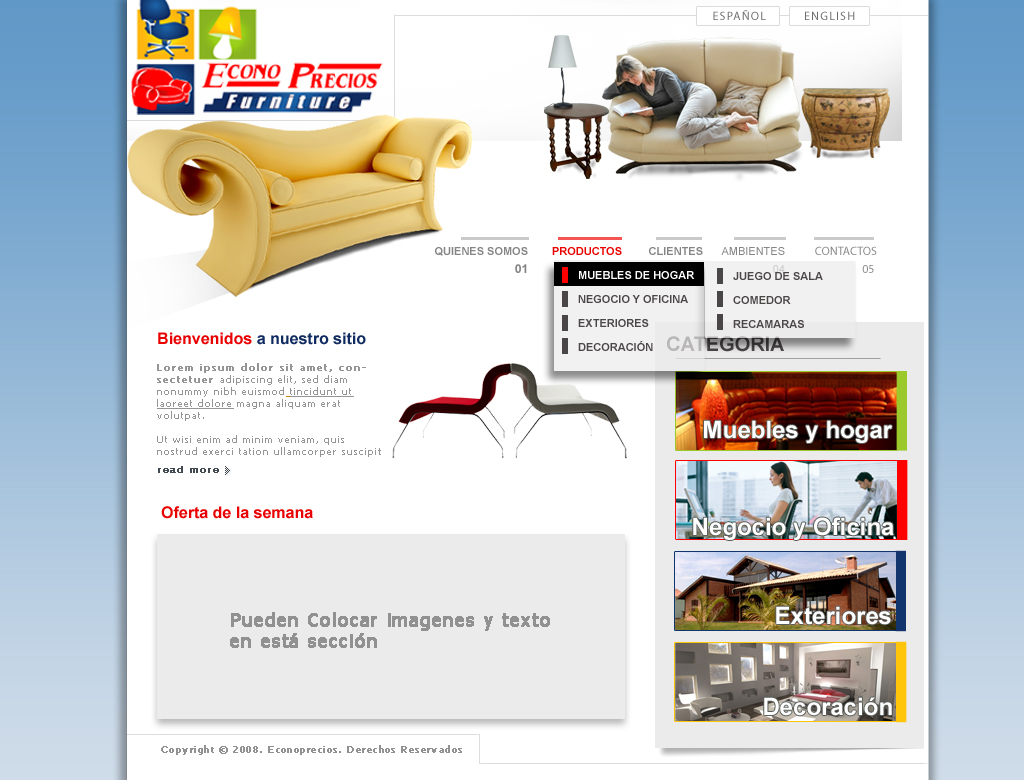 ESPAÑOL
ENGLISH
ECONO PRECIOS
Furniture
QUIENES SOMOS
01
PRODUCTOS
CLIENTES
AMBIENTES
04
CONTACTOS
05
MUEBLES DE HOGAR
NEGOCIO Y OFICINA
EXTERIORES
DECORACIÓN
JUEGO DE SALA
COMEDOR
RECAMARAS
Bienvenidos a nuestro sitio
Lorem ipsum dolor sit amet, con-
sectetuer adipiscing elit, sed diam
nonummy nibh euismod tincidunt ut
laoreet dolore magna aliquam erat
volutpat.
Ut wisi enim ad minim veniam, quis
nostrud exerci tation ullamcorper suscipit
read more
CATEGORIA
Muebles y hogar
Negocio y Oficina
Exteriores
Decoración
Oferta de la semana
Pueden Colocar Imagenes y texto
en está sección
Copyright © 2008. Econoprecios. Derechos Reservados